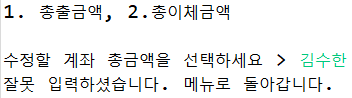 1. 총출금액, 2.총이체금액
수정할 계좌 총금액을 선택하세요 > 김수한
잘못 입력하셨습니다. 메뉴로 돌아갑니다.